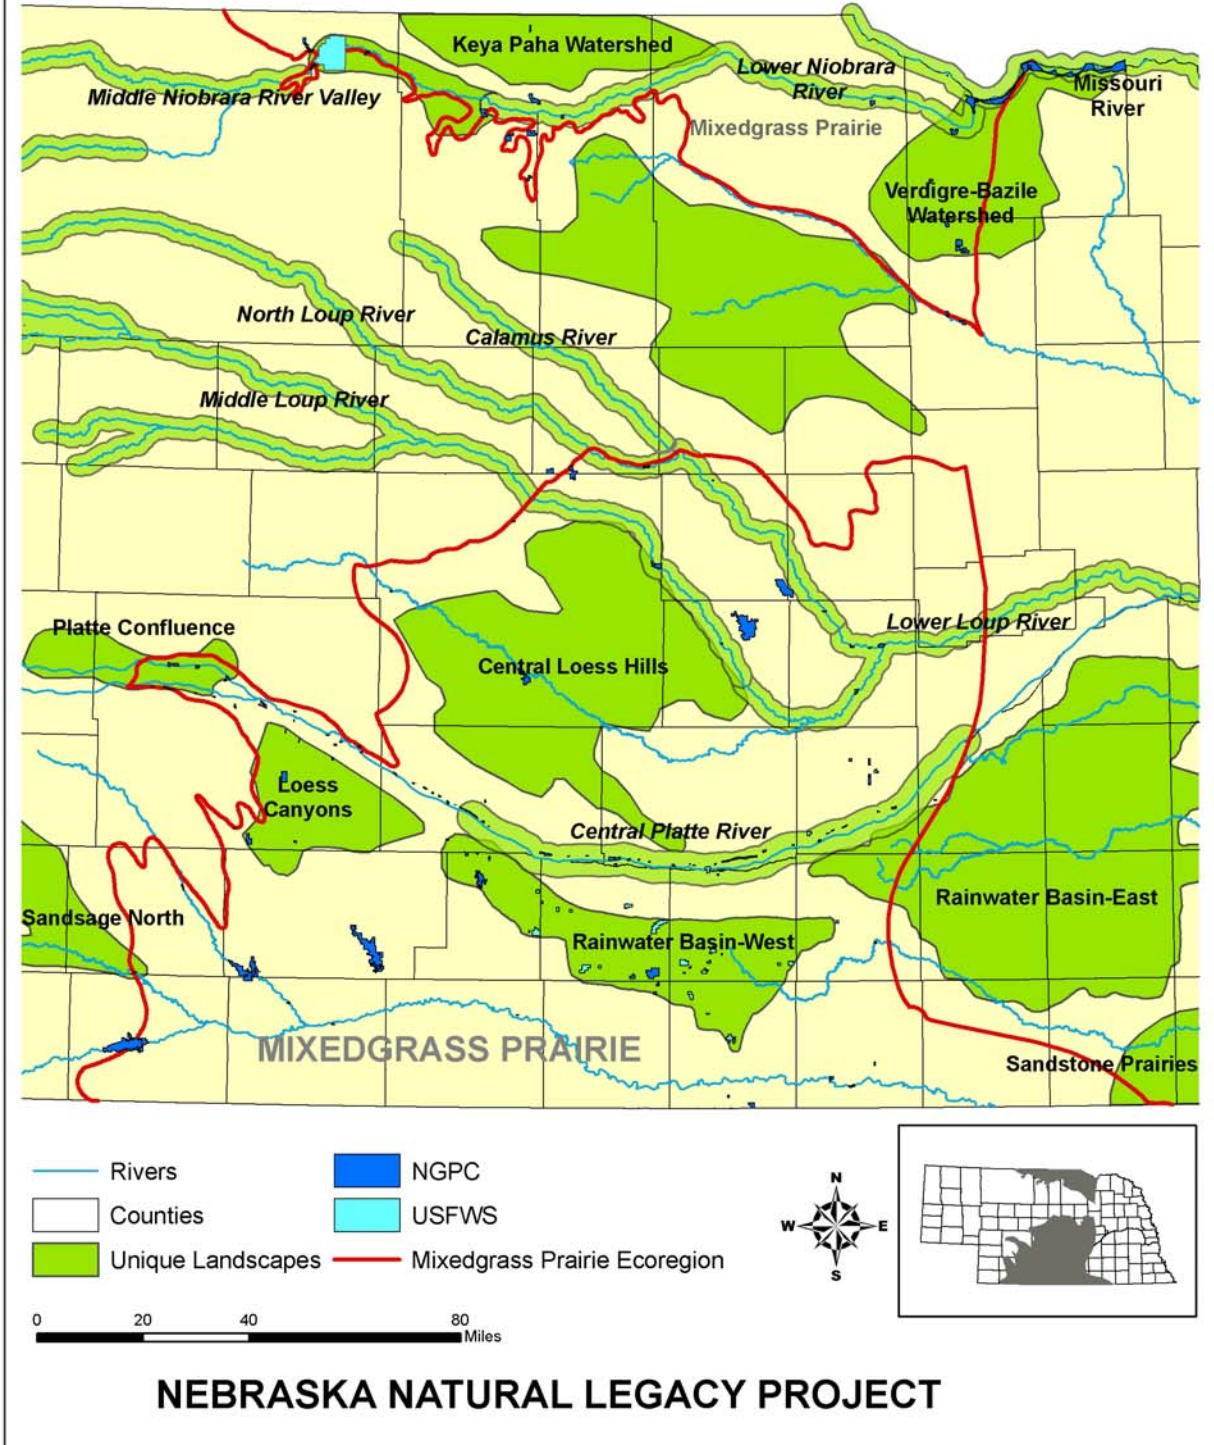 Keya Paha Watershed
Lower Niobrara
River
Middle Niobrara River Valley
Missouri
River
Mixedgrass Prairie
Verdigre-Bazile
Watershed
North Loup River
Calamus River
Middle Loup River
Platte Confluence
Lower Loup River
Central Loess Hills
Loess
Canyons
Central Platte River
Rainwater Basin-East
Sandsage North
Rainwater Basin-West
MIXEDGRASS PRAIRIE
Sandstone Prairies
Rivers
NGPC
Counties
USFWS
Unique Landscapes
Mixedgrass Prairie Ecoregion
N
W
E
S
0 20 40 80
Miles
NEBRASKA NATURAL LEGACY PROJECT